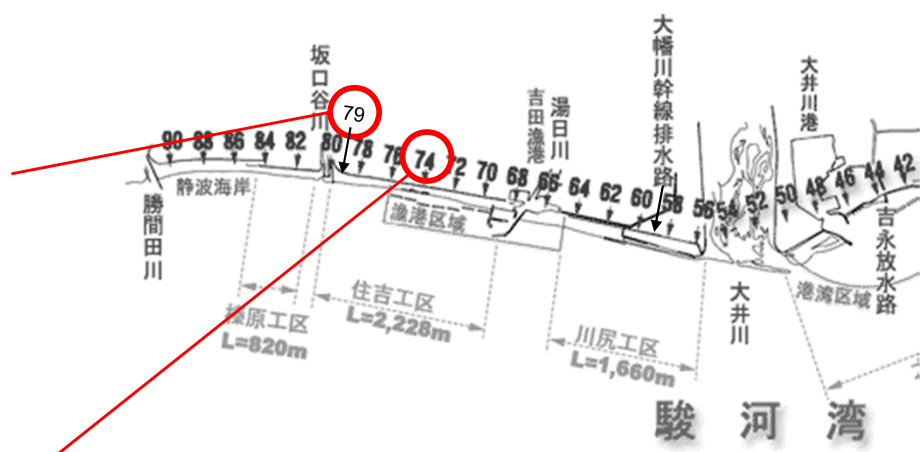 坂口谷川
79
90 88 86 84 82 80 78 76 74 72 70 68 66 64 62 60 58 56 54 52 50 48 46 44 42
吉田漁港
湯日川
大幡川幹線排水路
大井川港
静波海岸
勝間田川
漁港区域
吉永放水路
港湾区域
大井川
榛原工区
L=820m
住吉工区
L=2,228m
川尻工区
L=1,660m
駿河湾